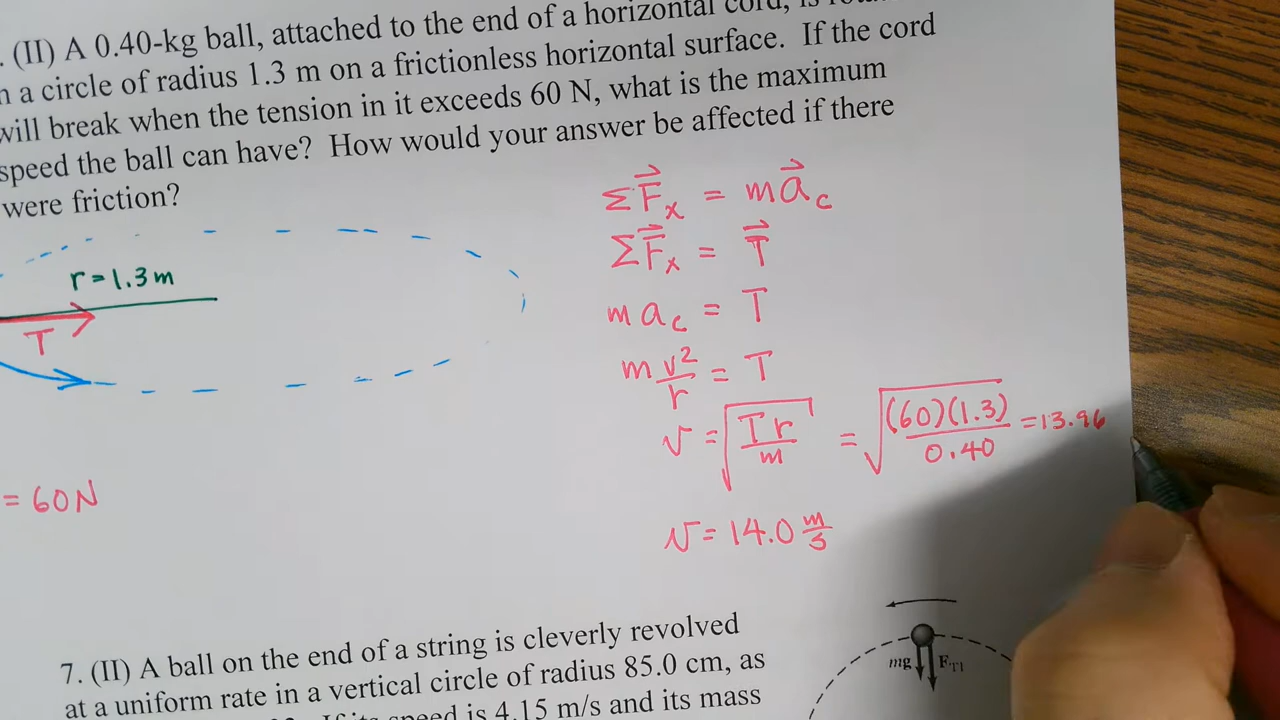 . (II) A 0.40-kg ball, attached to the end of a horizontal cord, is
n a circle of radius 1.3 m on a frictionless horizontal surface. If the cord
will break when the tension in it exceeds 60 N, what is the maximum
speed the ball can have? How would your answer be affected if there
were friction?
r = 1.3 m
T
= 60 N
ΣF⃗x = ma⃗c
ΣF⃗x = T⃗
mac = T
m v²/r = T
v = √(Tr/m) = √((60)(1.3)/0.40) = 13.96
v = 14.0 m/s
7. (II) A ball on the end of a string is cleverly revolved
at a uniform rate in a vertical circle of radius 85.0 cm, as
If its speed is 4.15 m/s and its mass
mg FT1